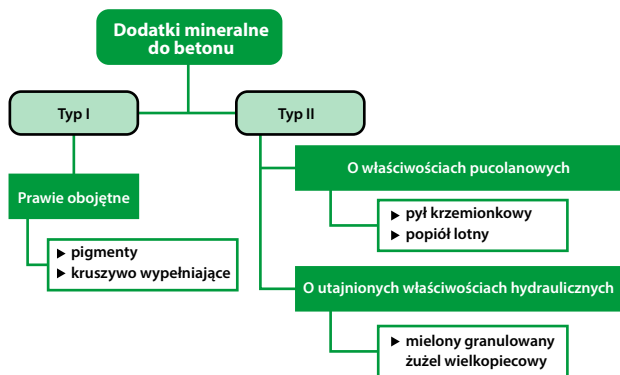 Dodatki mineralne
do betonu
Typ I
Typ II
Prawie obojętne
▶ pigmenty
▶ kruszywo wypełniające
O właściwościach pucolanowych
▶ pył krzemionkowy
▶ popiół lotny
O utajnionych właściwościach hydraulicznych
▶ mielony granulowany
żużel wielkopiecowy